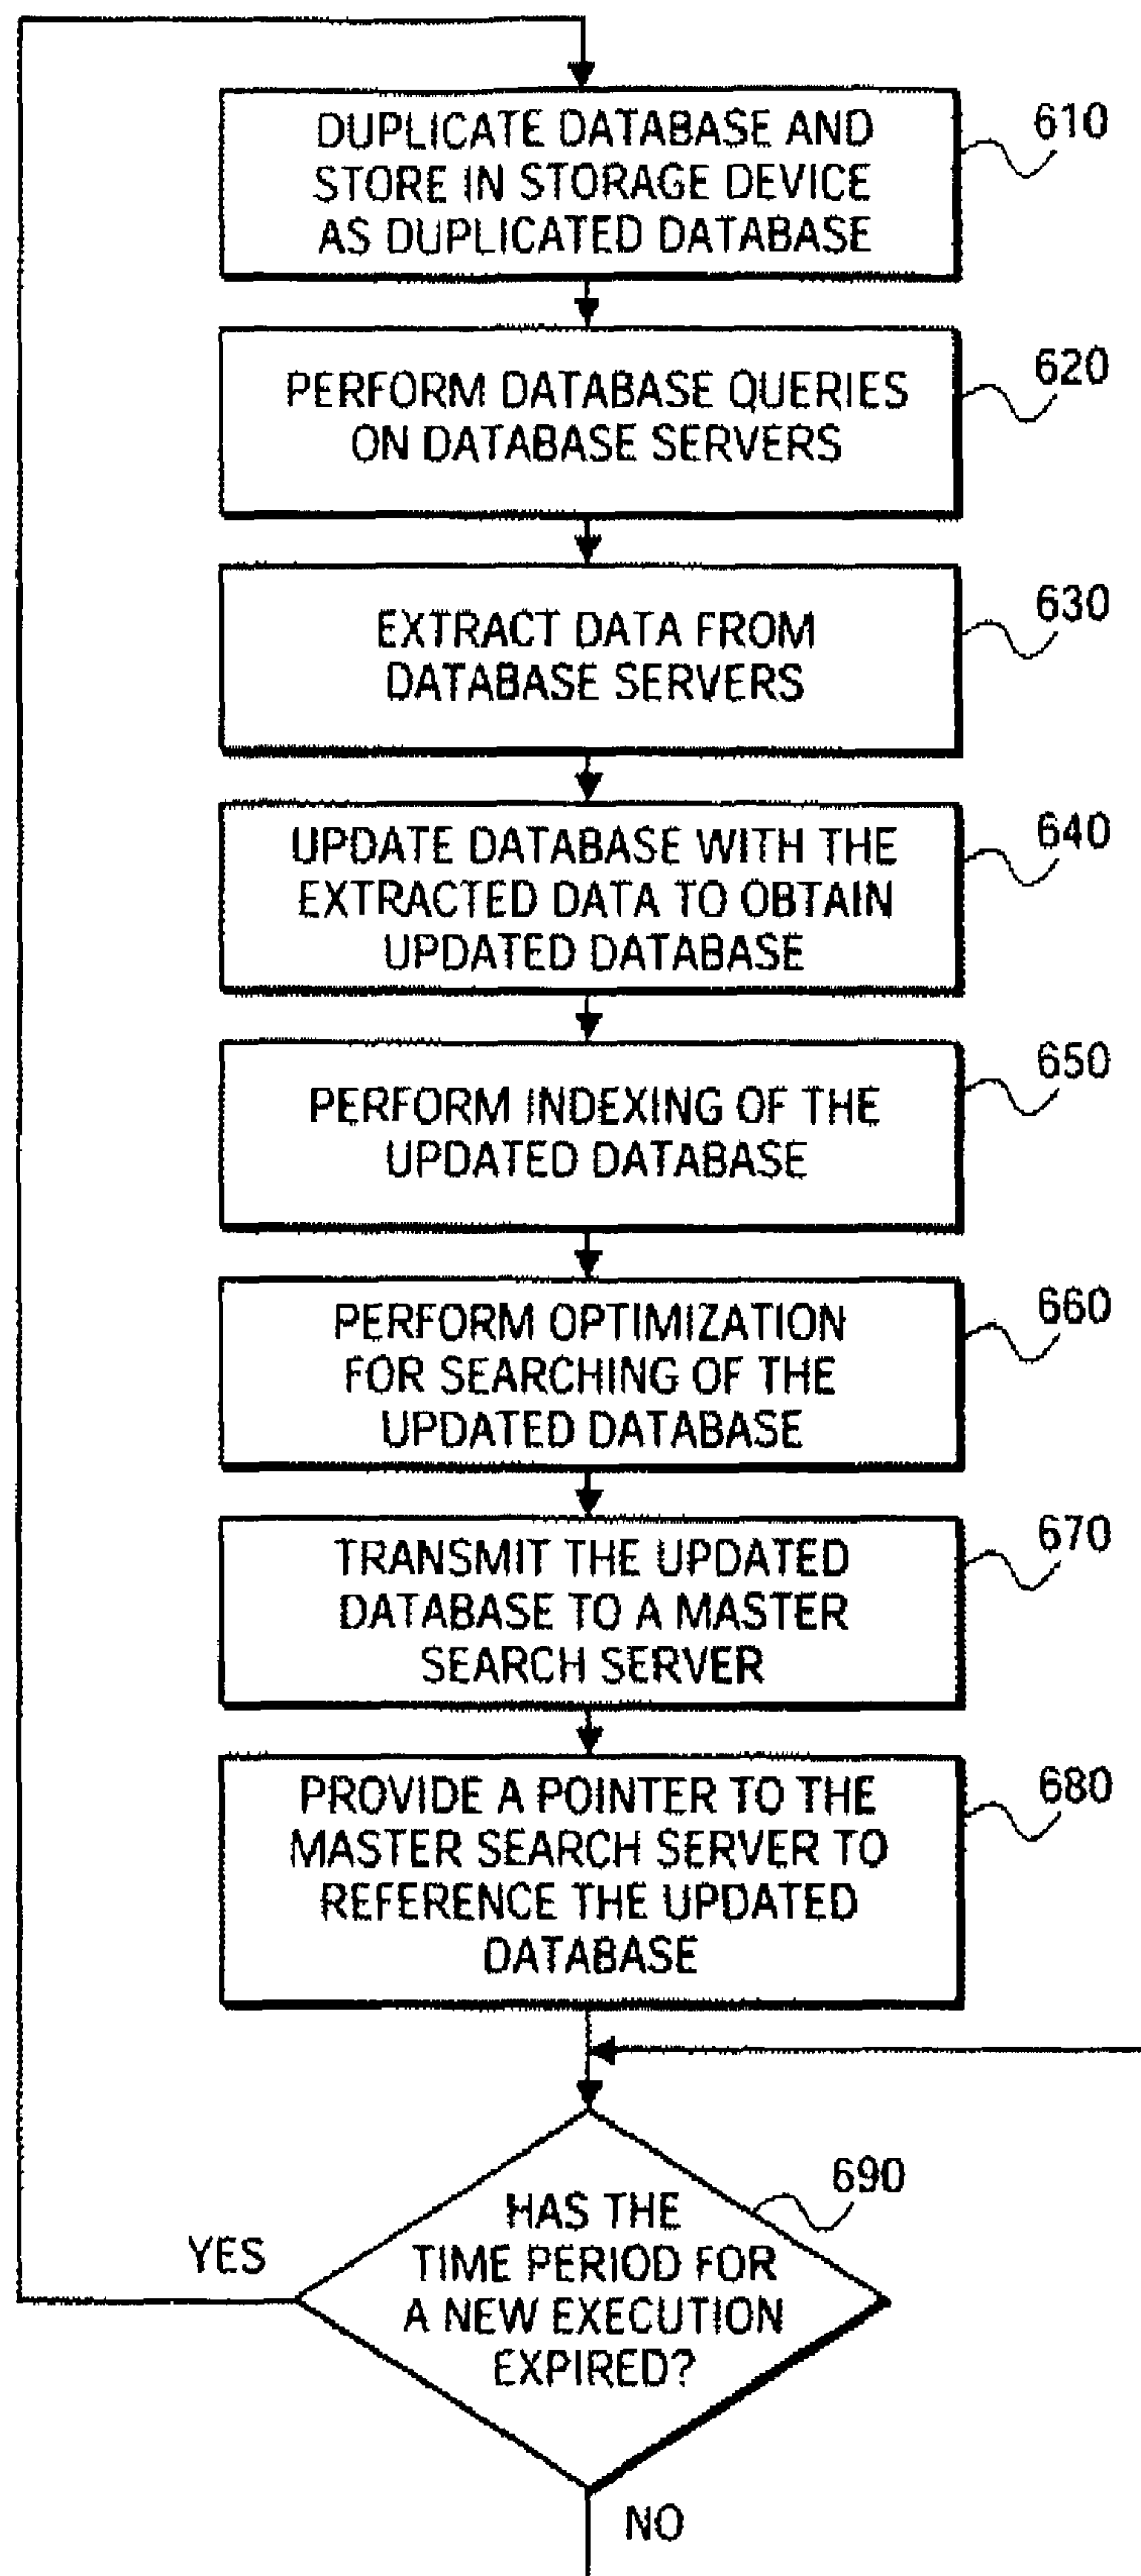 DUPLICATE DATABASE AND
STORE IN STORAGE DEVICE
AS DUPLICATED DATABASE
610
PERFORM DATABASE QUERIES
ON DATABASE SERVERS
620
EXTRACT DATA FROM
DATABASE SERVERS
630
UPDATE DATABASE WITH THE
EXTRACTED DATA TO OBTAIN
UPDATED DATABASE
640
PERFORM INDEXING OF THE
UPDATED DATABASE
650
PERFORM OPTIMIZATION
FOR SEARCHING OF THE
UPDATED DATABASE
660
TRANSMIT THE UPDATED
DATABASE TO A MASTER
SEARCH SERVER
670
PROVIDE A POINTER TO THE
MASTER SEARCH SERVER TO
REFERENCE THE UPDATED
DATABASE
680
HAS THE
TIME PERIOD FOR
A NEW EXECUTION
EXPIRED?
690
YES
NO